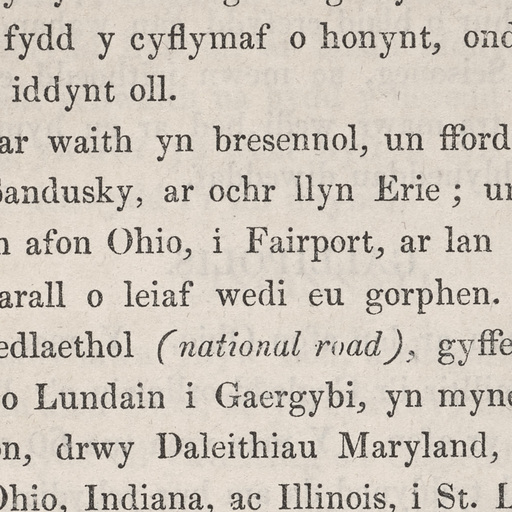 fydd y cyflymaf o honynt, ond
iddynt oll.
ar waith yn bresennol, un fford
Sandusky, ar ochr llyn Erie ; un
afon Ohio, i Fairport, ar lan
arall o leiaf wedi eu gorphen.
edlaethol (national road), gyffe
o Lundain i Gaergybi, yn myne
on, drwy Daleithiau Maryland,
Ohio, Indiana, ac Illinois, i St. L